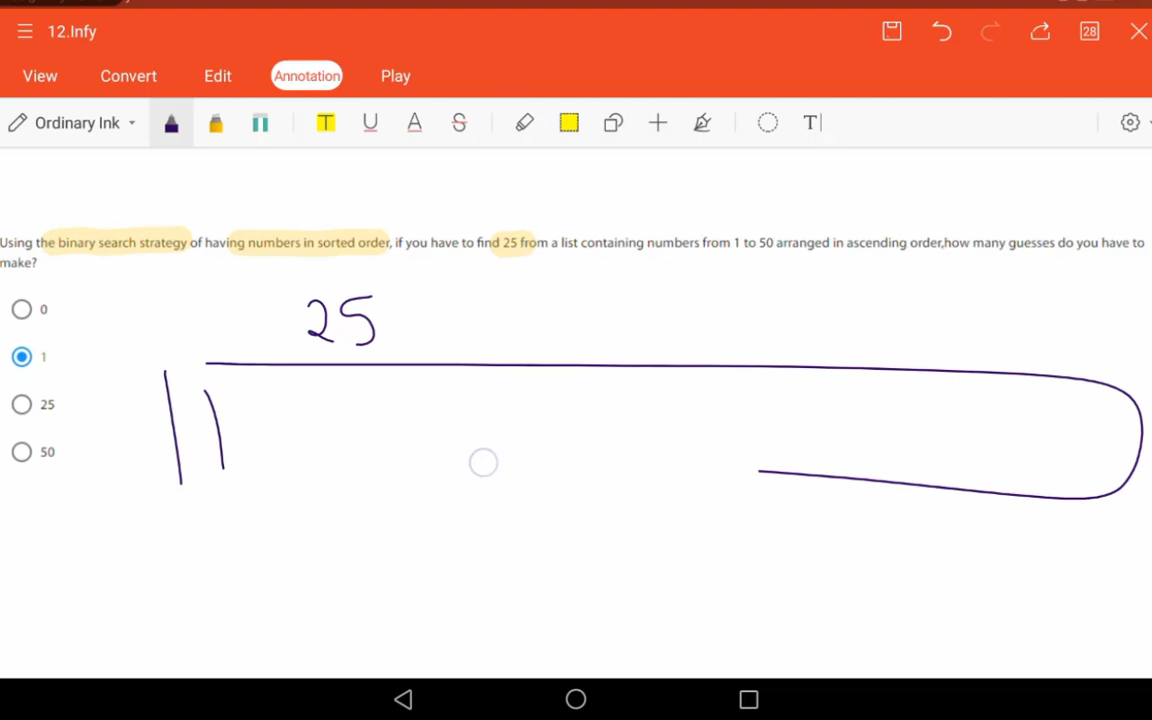 12.Infy
28
View Convert Edit Annotation Play
Ordinary Ink T U A S T
Using the binary search strategy of having numbers in sorted order, if you have to find 25 from a list containing numbers from 1 to 50 arranged in ascending order,how many guesses do you have to
make?
25
0
1
25
50